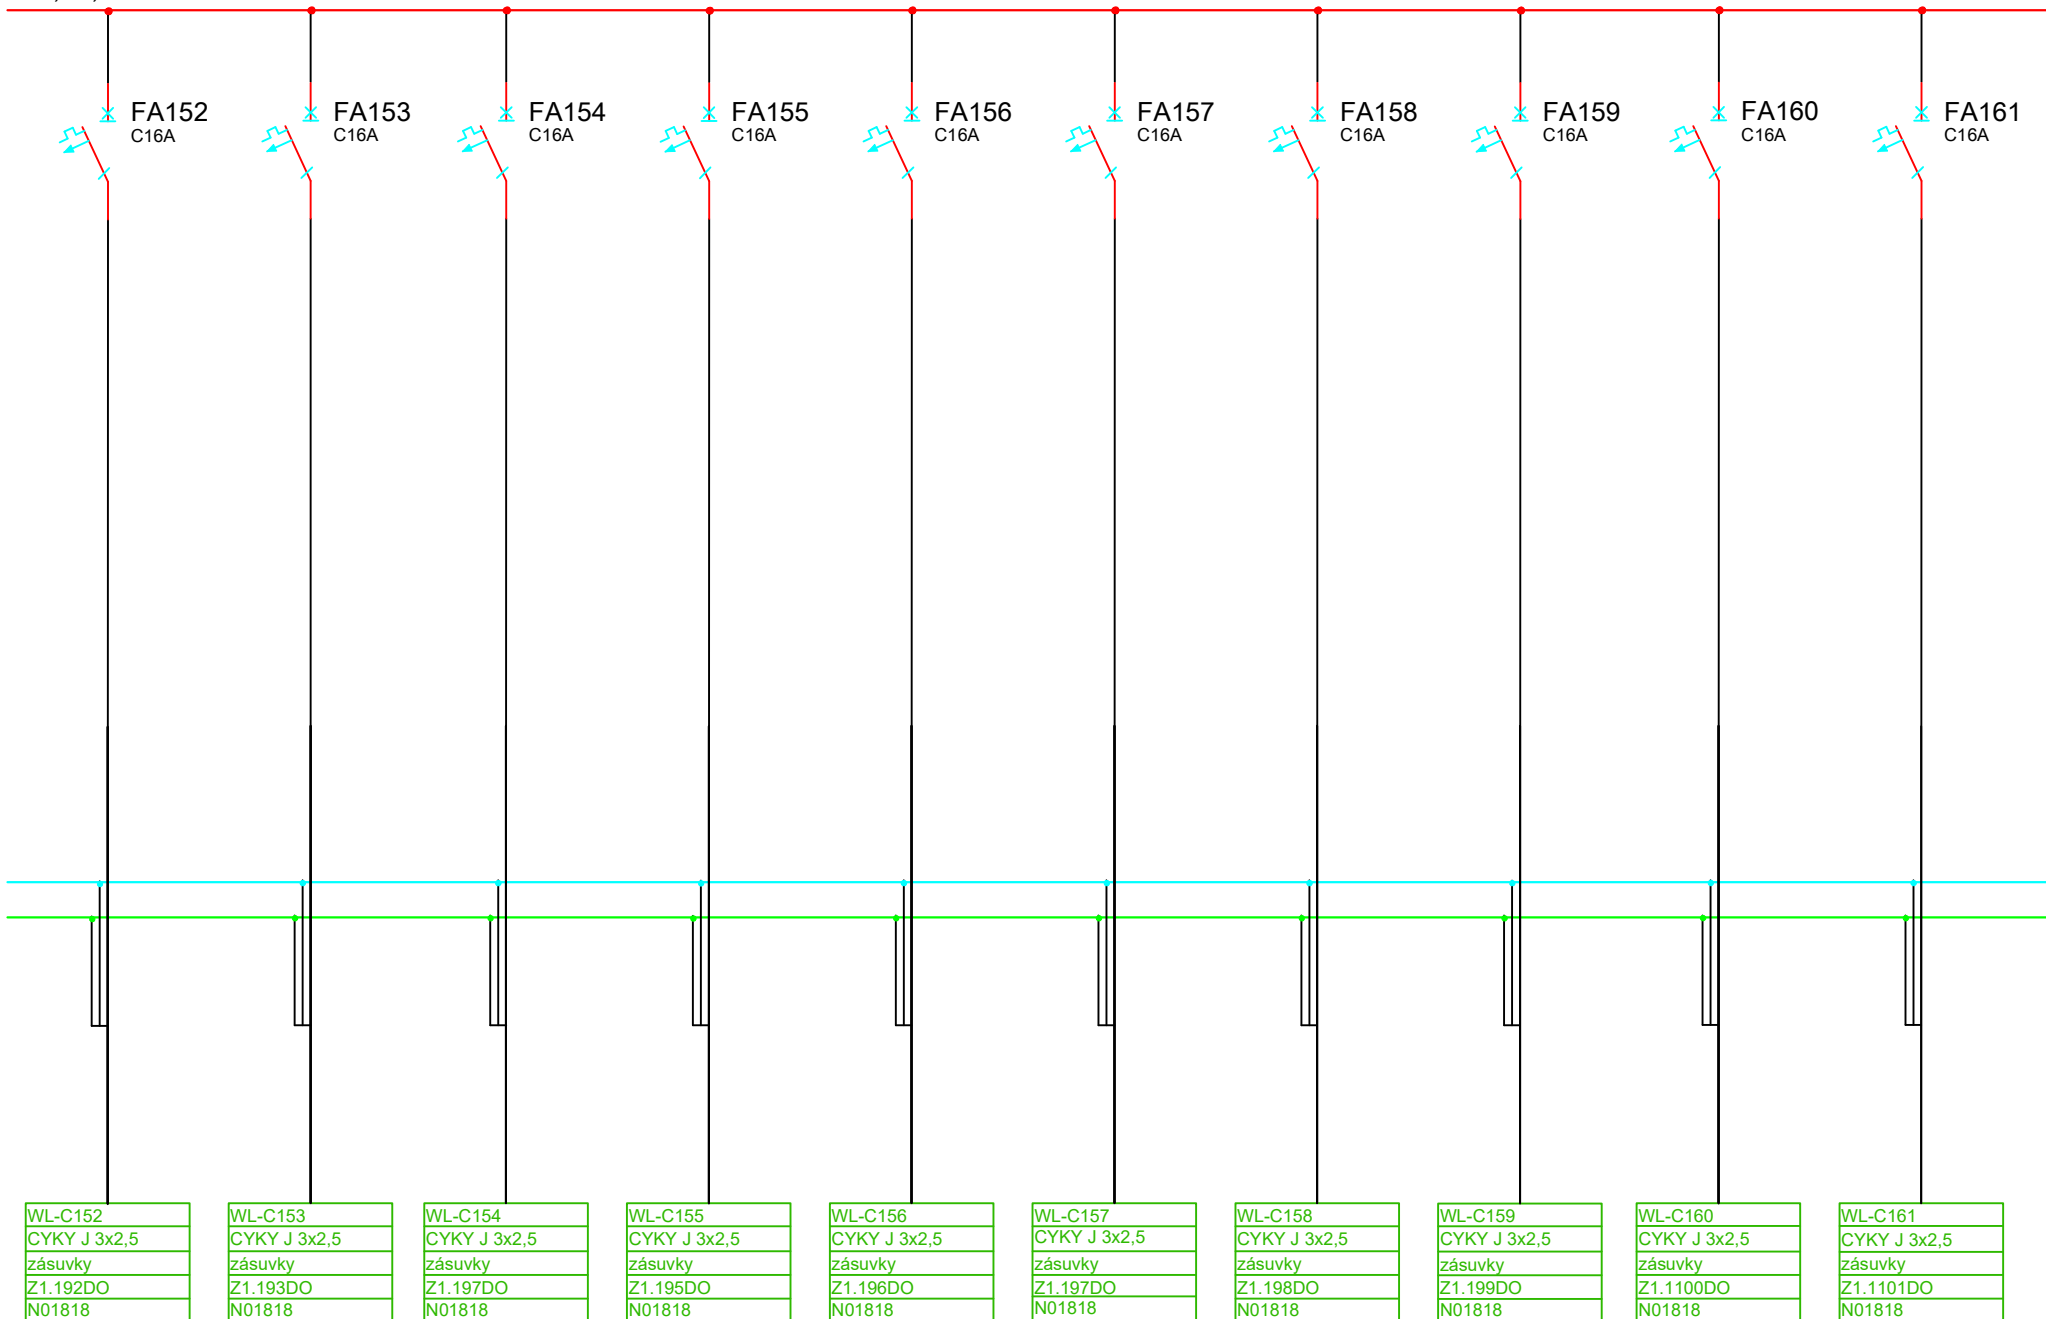 FA152
C16A
FA153
C16A
FA154
C16A
FA155
C16A
FA156
C16A
FA157
C16A
FA158
C16A
FA159
C16A
FA160
C16A
FA161
C16A
WL-C152
CYKY J 3x2,5
zásuvky
Z1.192DO
N01818
WL-C153
CYKY J 3x2,5
zásuvky
Z1.193DO
N01818
WL-C154
CYKY J 3x2,5
zásuvky
Z1.197DO
N01818
WL-C155
CYKY J 3x2,5
zásuvky
Z1.195DO
N01818
WL-C156
CYKY J 3x2,5
zásuvky
Z1.196DO
N01818
WL-C157
CYKY J 3x2,5
zásuvky
Z1.197DO
N01818
WL-C158
CYKY J 3x2,5
zásuvky
Z1.198DO
N01818
WL-C159
CYKY J 3x2,5
zásuvky
Z1.199DO
N01818
WL-C160
CYKY J 3x2,5
zásuvky
Z1.1100DO
N01818
WL-C161
CYKY J 3x2,5
zásuvky
Z1.1101DO
N01818